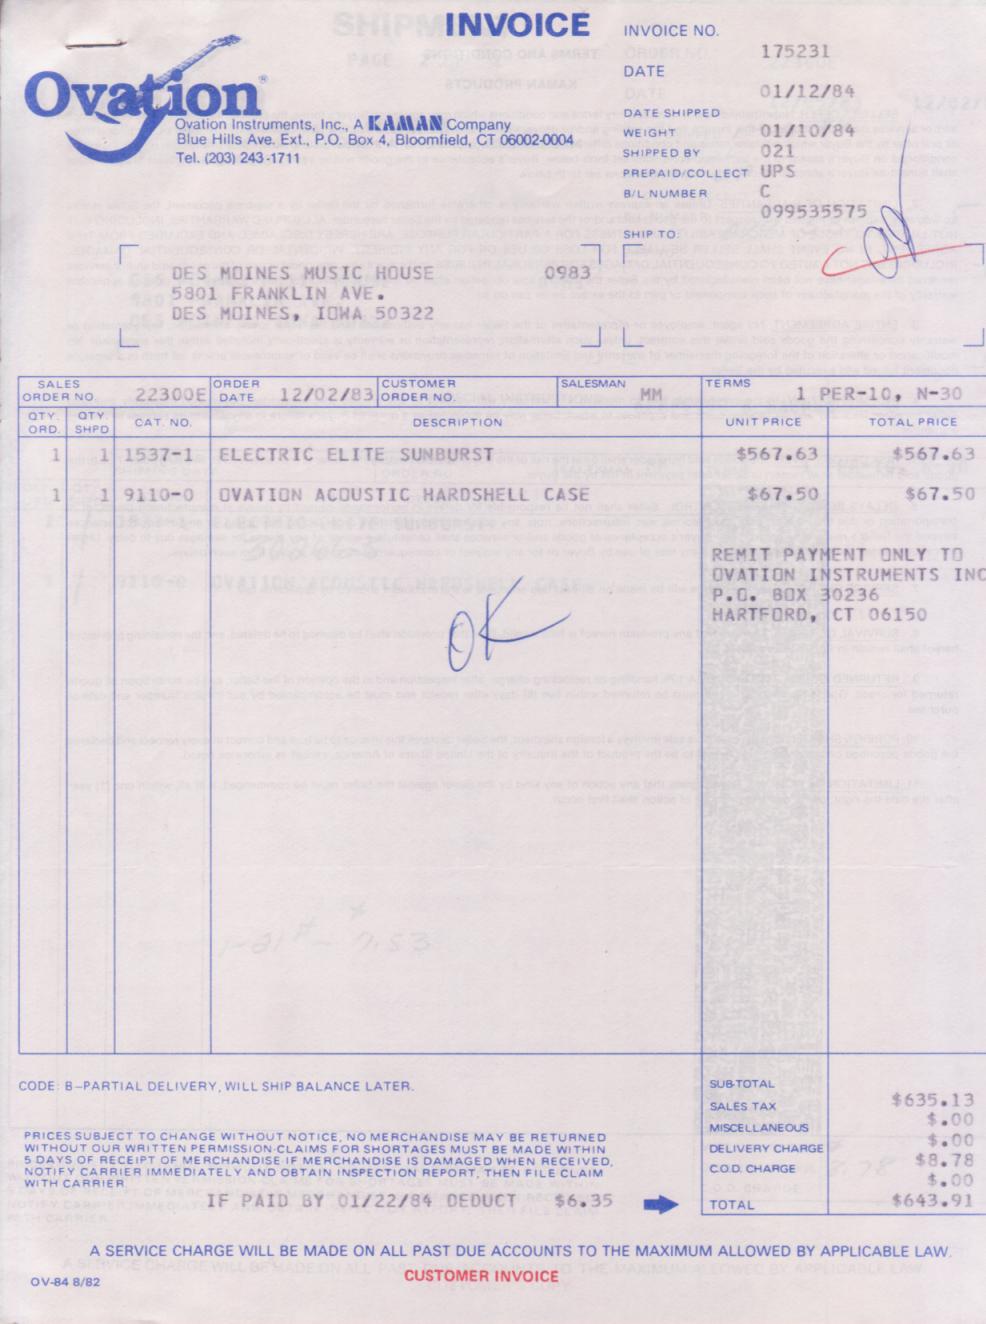 INVOICE
INVOICE NO.
175231
DATE
01/12/84
DATE SHIPPED
01/10/84
WEIGHT
021
SHIPPED BY
UPS
PREPAID/COLLECT
C
B/L NUMBER
099535575
Ovation®
Ovation Instruments, Inc., A KAMAN Company
Blue Hills Ave. Ext., P.O. Box 4, Bloomfield, CT 06002-0004
Tel. (203) 243-1711
SHIP TO:
DES MOINES MUSIC HOUSE 0983
5801 FRANKLIN AVE.
DES MOINES, IOWA 50322
SALES ORDER NO. 22300E ORDER DATE 12/02/83 CUSTOMER ORDER NO. SALESMAN MM TERMS 1 PER-10, N-30
QTY. ORD. QTY. SHPD CAT. NO. DESCRIPTION UNIT PRICE TOTAL PRICE
1 1 1537-1 ELECTRIC ELITE SUNBURST $567.63 $567.63
1 1 9110-0 OVATION ACOUSTIC HARDSHELL CASE $67.50 $67.50
REMIT PAYMENT ONLY TO
OVATION INSTRUMENTS INC
P.O. BOX 30236
HARTFORD, CT 06150
OK
CODE: B-PARTIAL DELIVERY, WILL SHIP BALANCE LATER.
SUB-TOTAL $635.13
SALES TAX $.00
MISCELLANEOUS $.00
DELIVERY CHARGE $8.78
C.O.D. CHARGE $.00
TOTAL $643.91
PRICES SUBJECT TO CHANGE WITHOUT NOTICE, NO MERCHANDISE MAY BE RETURNED
WITHOUT OUR WRITTEN PERMISSION-CLAIMS FOR SHORTAGES MUST BE MADE WITHIN
5 DAYS OF RECEIPT OF MERCHANDISE IF MERCHANDISE IS DAMAGED WHEN RECEIVED,
NOTIFY CARRIER IMMEDIATELY AND OBTAIN INSPECTION REPORT, THEN FILE CLAIM
WITH CARRIER
IF PAID BY 01/22/84 DEDUCT $6.35
A SERVICE CHARGE WILL BE MADE ON ALL PAST DUE ACCOUNTS TO THE MAXIMUM ALLOWED BY APPLICABLE LAW.
OV-84 8/82
CUSTOMER INVOICE